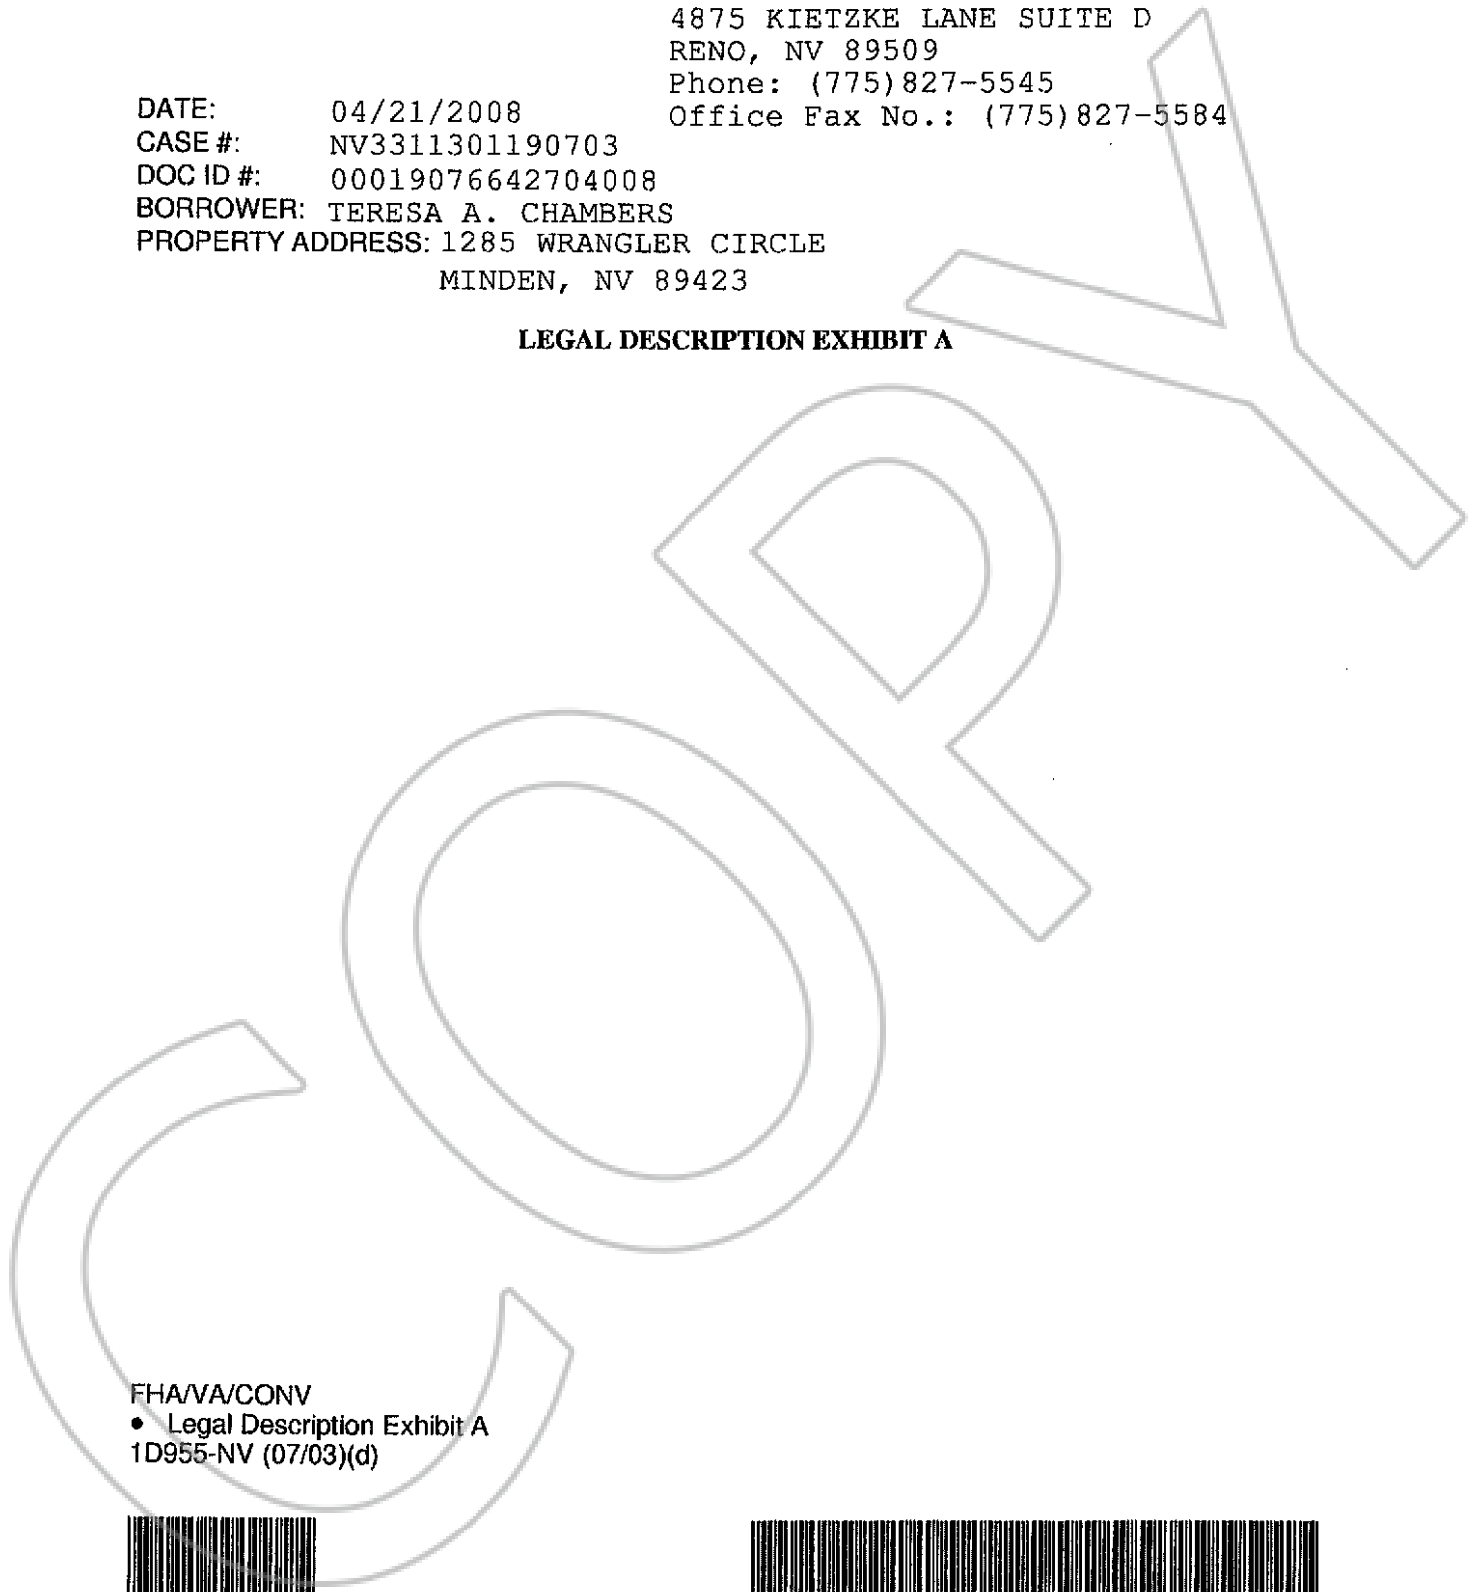 4875 KIETZKE LANE SUITE D
RENO, NV 89509
Phone: (775)827-5545
Office Fax No.: (775)827-5584
DATE: 04/21/2008
CASE #: NV3311301190703
DOC ID #: 00019076642704008
BORROWER: TERESA A. CHAMBERS
PROPERTY ADDRESS: 1285 WRANGLER CIRCLE
MINDEN, NV 89423
LEGAL DESCRIPTION EXHIBIT A
COPY
FHA/VA/CONV
• Legal Description Exhibit A
1D955-NV (07/03)(d)